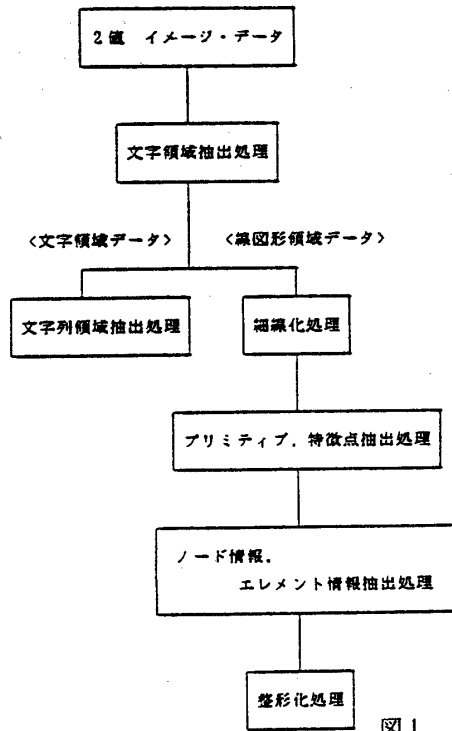 2値 イメージ・データ
文字領域抽出処理
<文字領域データ> <線図形領域データ>
文字列領域抽出処理 細線化処理
プリミティブ，特徴点抽出処理
ノード情報，
エレメント情報抽出処理
整形化処理
図1